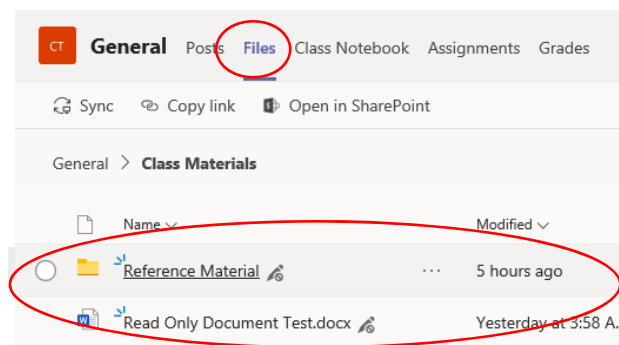 CT General Posts Files Class Notebook Assignments Grades
Sync Copy link Open in SharePoint
General > Class Materials
Name Modified
Reference Material ... 5 hours ago
Read Only Document Test.docx Yesterday at 3:58 A.